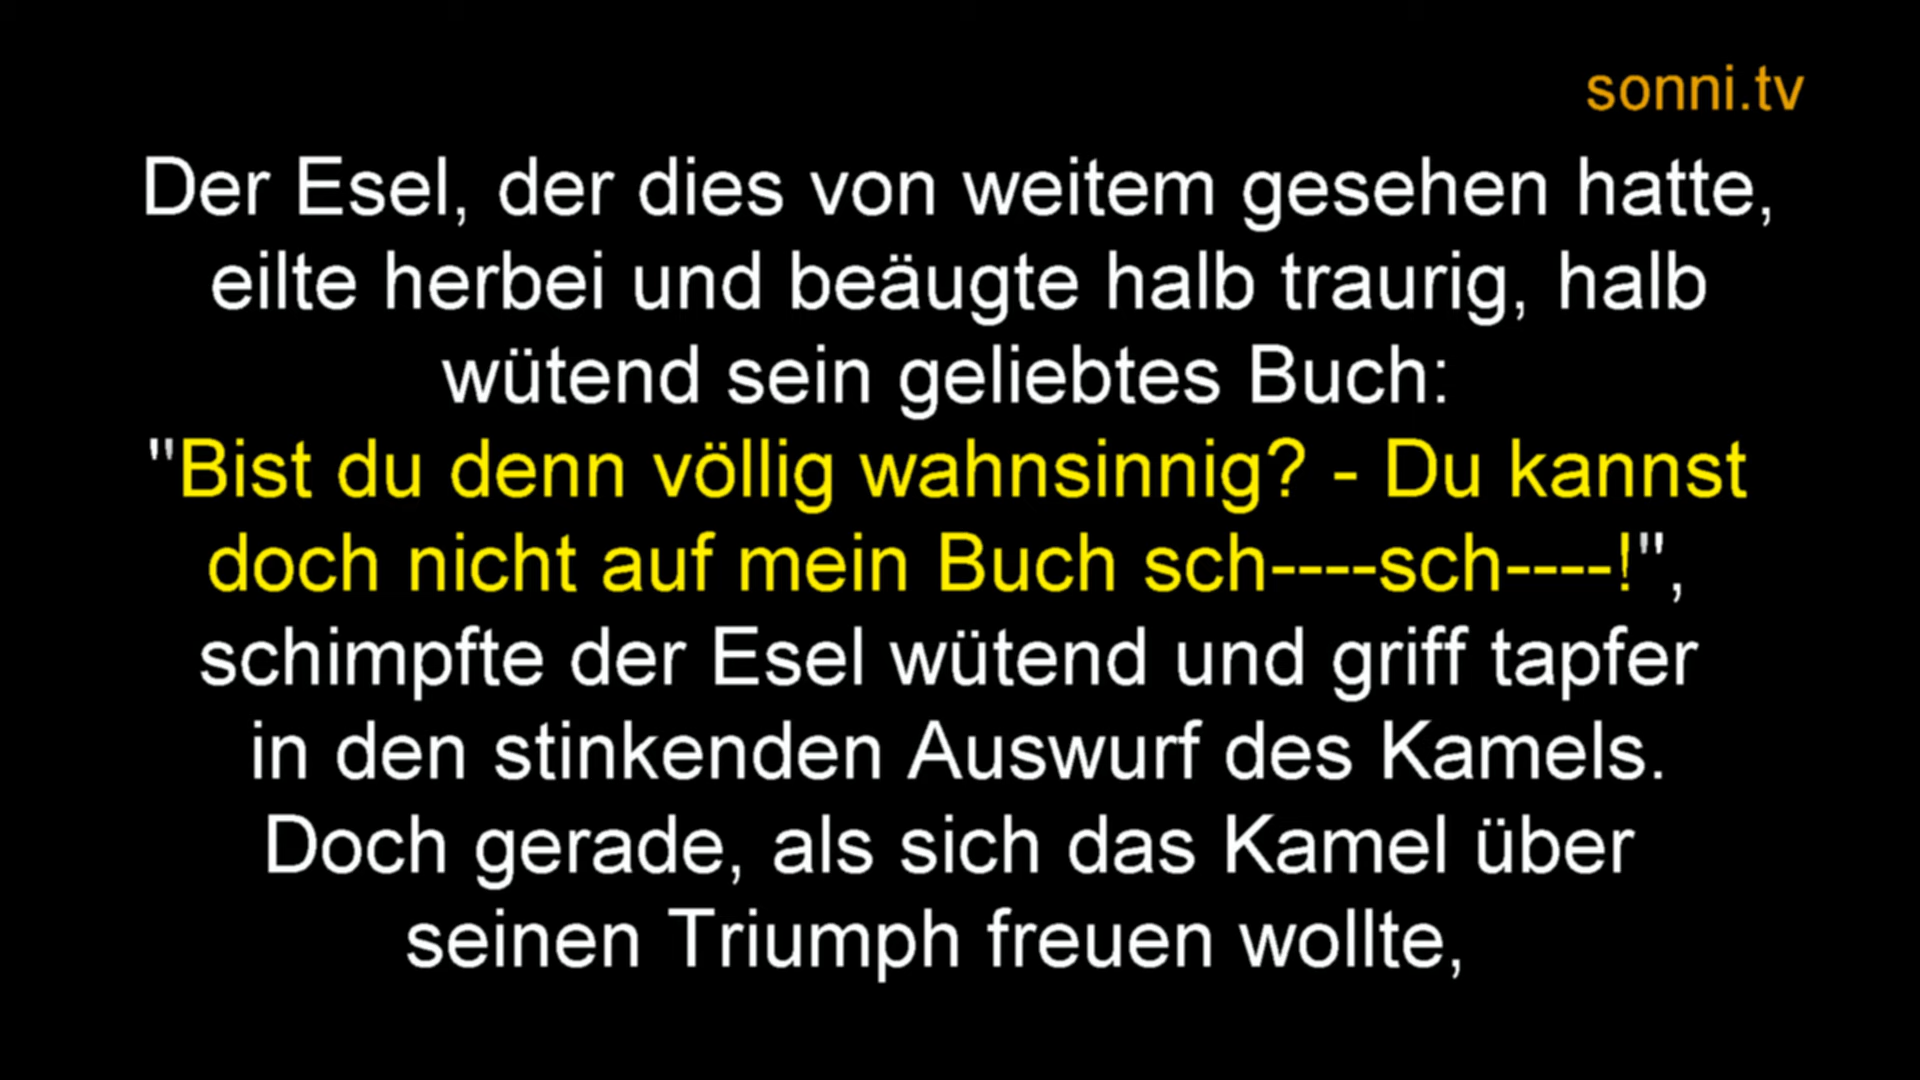 sonni.tv
Der Esel, der dies von weitem gesehen hatte,
eilte herbei und beäugte halb traurig, halb
wütend sein geliebtes Buch:
"Bist du denn völlig wahnsinnig? - Du kannst
doch nicht auf mein Buch sch----sch----!",
schimpfte der Esel wütend und griff tapfer
in den stinkenden Auswurf des Kamels.
Doch gerade, als sich das Kamel über
seinen Triumph freuen wollte,